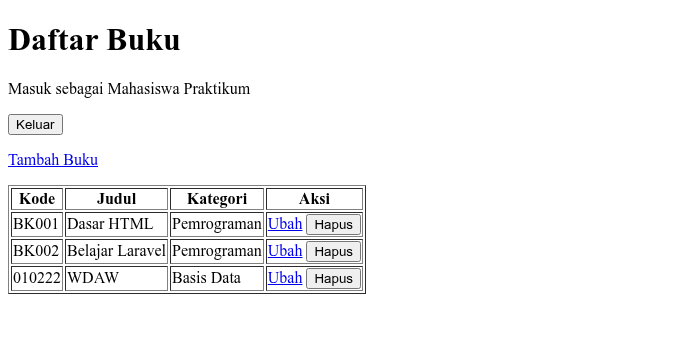 Daftar Buku
Masuk sebagai Mahasiswa Praktikum
Keluar
Tambah Buku
Kode Judul Kategori Aksi
BK001 Dasar HTML Pemrograman Ubah Hapus
BK002 Belajar Laravel Pemrograman Ubah Hapus
010222 WDAW Basis Data Ubah Hapus